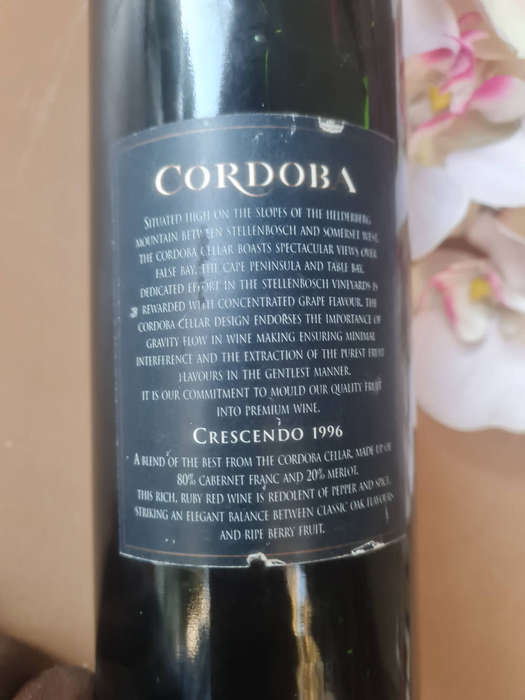 CORDOBA
SITUATED HIGH ON THE SLOPES OF THE HELDERBERG
MOUNTAIN BETWEEN STELLENBOSCH AND SOMERSET WEST,
THE CORDOBA CELLAR BOASTS SPECTACULAR VIEWS OVER
FALSE BAY, THE CAPE PENINSULA AND TABLE BAY.
DEDICATED EFFORT IN THE STELLENBOSCH VINEYARDS IS
REWARDED WITH CONCENTRATED GRAPE FLAVOUR. THE
CORDOBA CELLAR DESIGN ENDORSES THE IMPORTANCE OF
GRAVITY FLOW IN WINE MAKING ENSURING MINIMAL
INTERFERENCE AND THE EXTRACTION OF THE PUREST FRUIT
FLAVOURS IN THE GENTLEST MANNER.
IT IS OUR COMMITMENT TO MOULD OUR QUALITY FRUIT
INTO PREMIUM WINE.
CRESCENDO 1996
A BLEND OF THE BEST FROM THE CORDOBA CELLAR, MADE UP OF
80% CABERNET FRANC AND 20% MERLOT.
THIS RICH, RUBY RED WINE IS REDOLENT OF PEPPER AND SPICE,
STRIKING AN ELEGANT BALANCE BETWEEN CLASSIC OAK FLAVOURS
AND RIPE BERRY FRUIT.